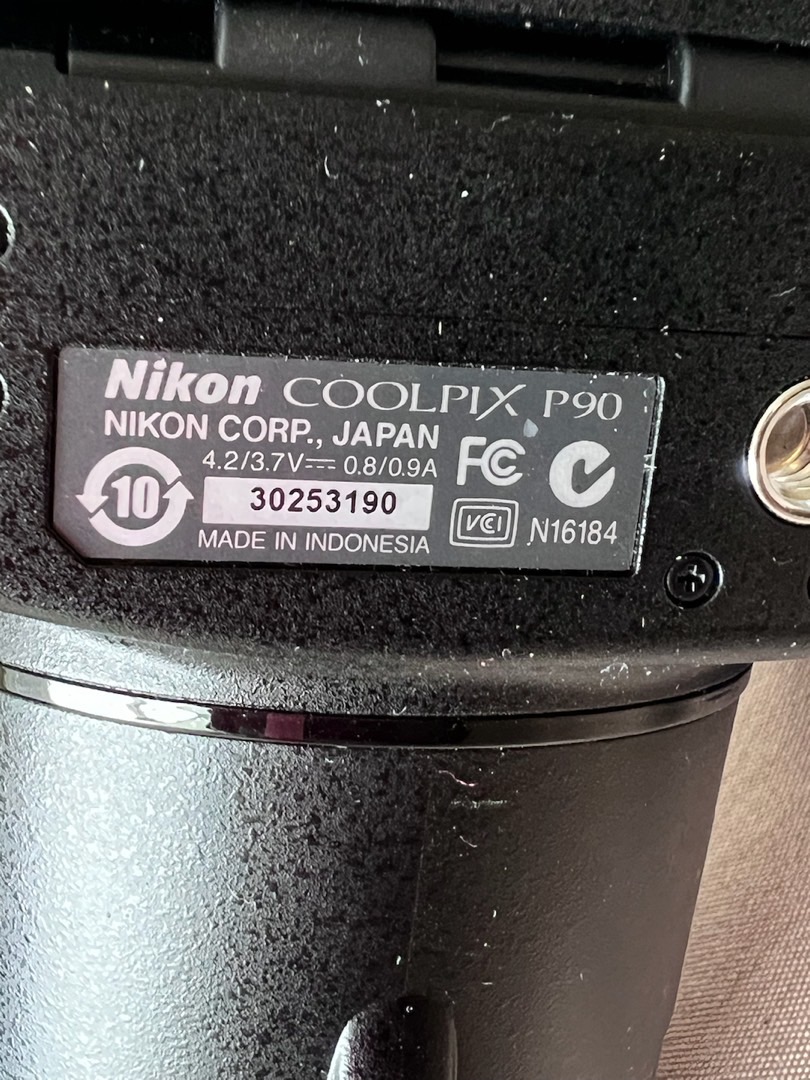 Nikon COOLPIX P90
NIKON CORP., JAPAN
4.2/3.7V⎓ 0.8/0.9A
FC
10
30253190
VCI
N16184
MADE IN INDONESIA